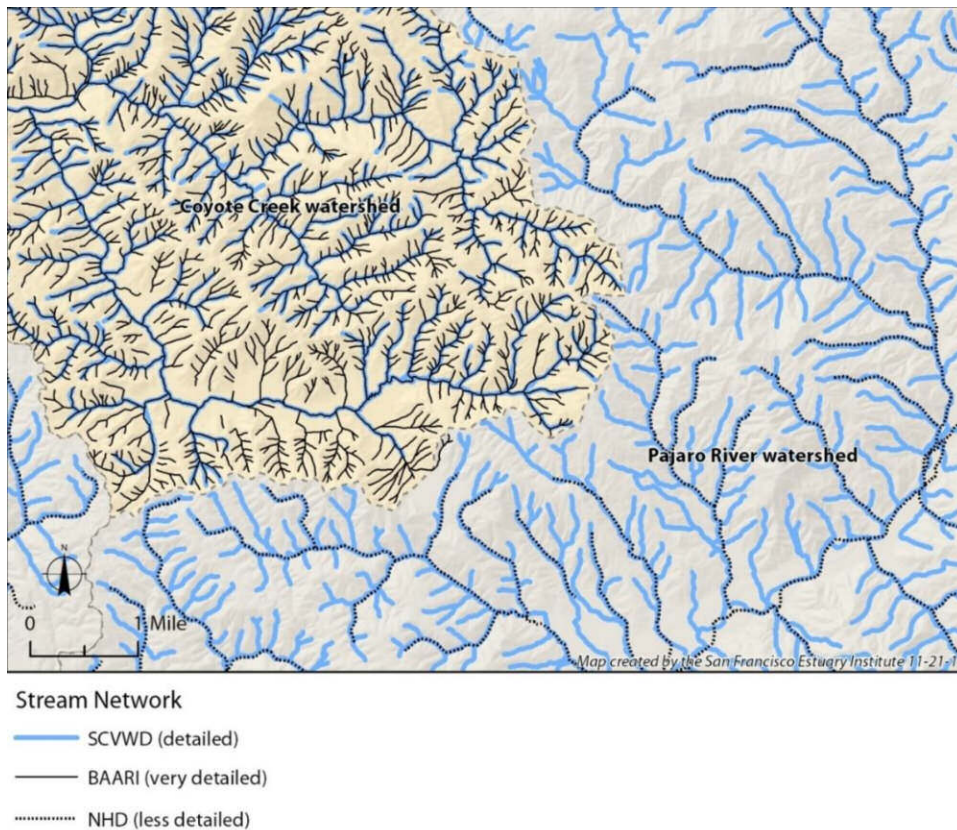 Coyote Creek watershed
Pajaro River watershed
N
0 1 Mile
Map created by the San Francisco Estuary Institute 11-21-1
Stream Network
SCVWD (detailed)
BAARI (very detailed)
NHD (less detailed)